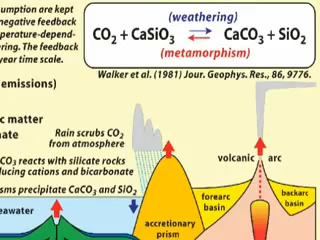 umption are kept
negative feedback
perature-depend-
ring. The feedback
year time scale.
(weathering)
CO2 + CaSiO3 CaCO3 + SiO2
(metamorphism)
Walker et al. (1981) Jour. Geophys. Res., 86, 9776.
emissions)
ic matter
nate
Rain scrubs CO2
from atmosphere
CO3 reacts with silicate rocks
ducing cations and bicarbonate
sms precipitate CaCO3 and SiO2
eawater
volcanic arc
forearc
basin
backarc
basin
accretionary
prism